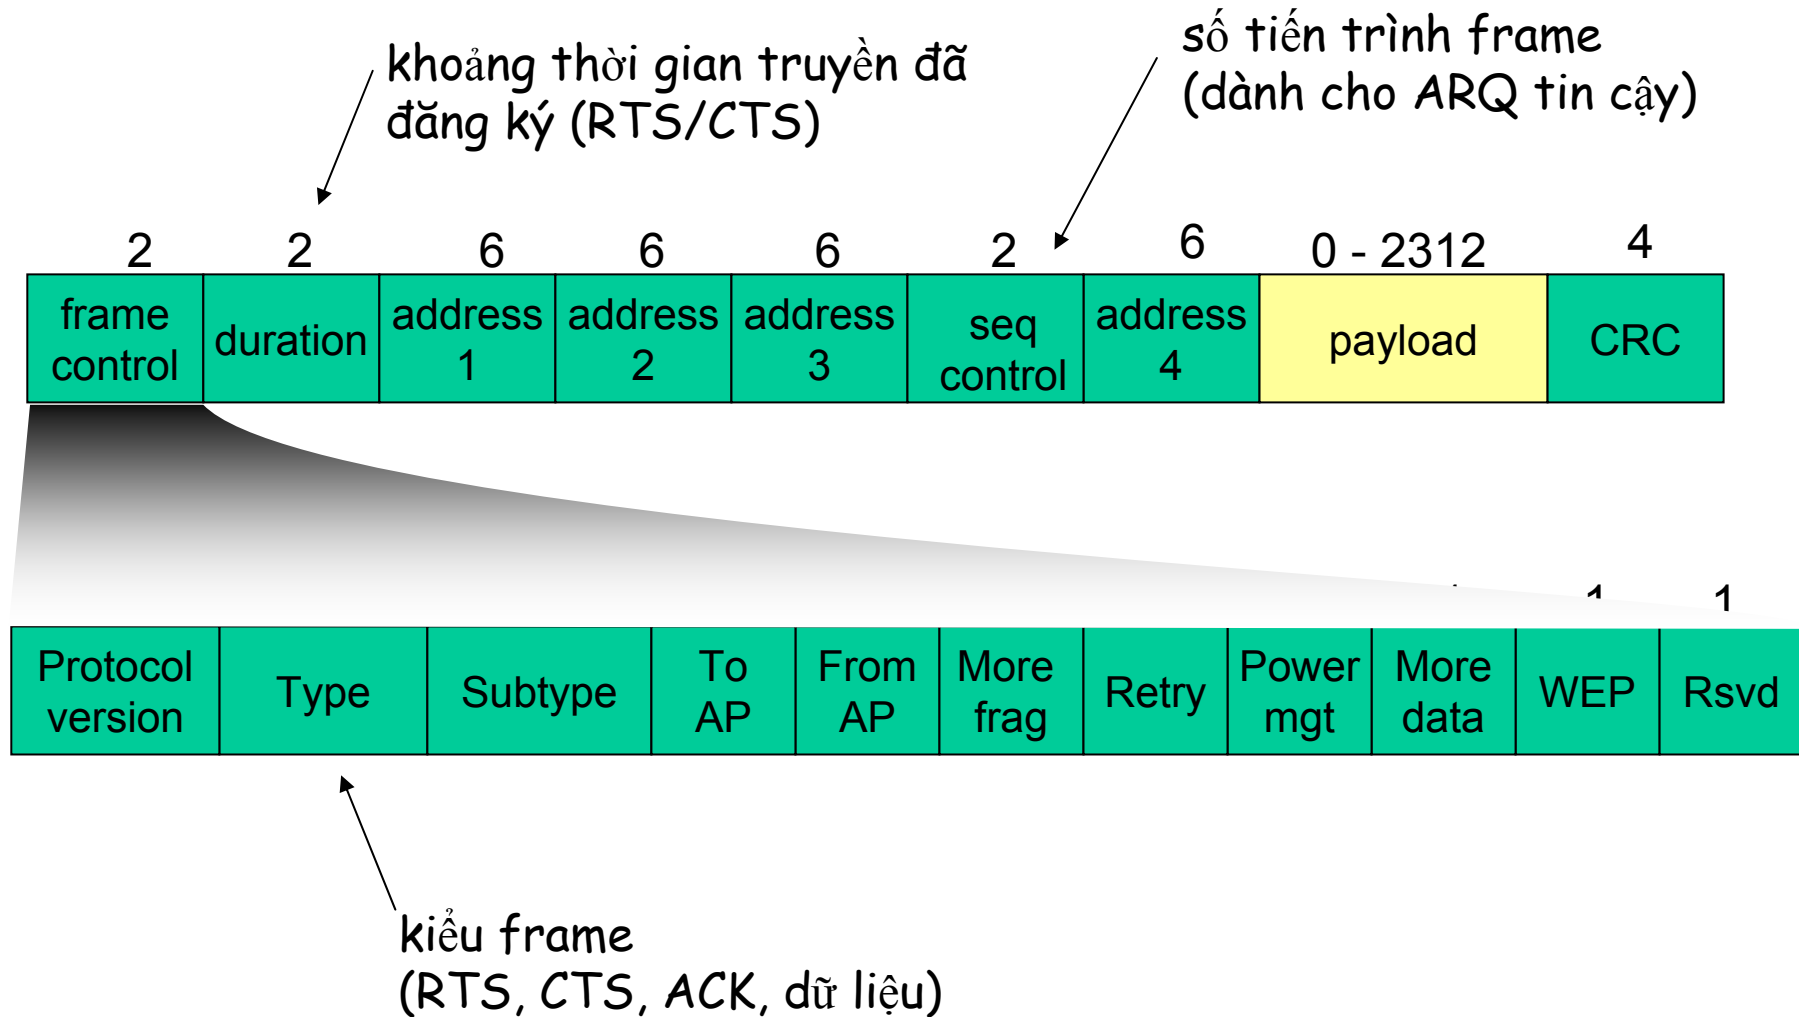 khoảng thời gian truyền đã
đăng ký (RTS/CTS)
số tiến trình frame
(dành cho ARQ tin cậy)
2 2 6 6 6 2 6 0 - 2312 4
frame control duration address 1 address 2 address 3 seq control address 4 payload CRC
1 1
Protocol version Type Subtype To AP From AP More frag Retry Power mgt More data WEP Rsvd
kiểu frame
(RTS, CTS, ACK, dữ liệu)